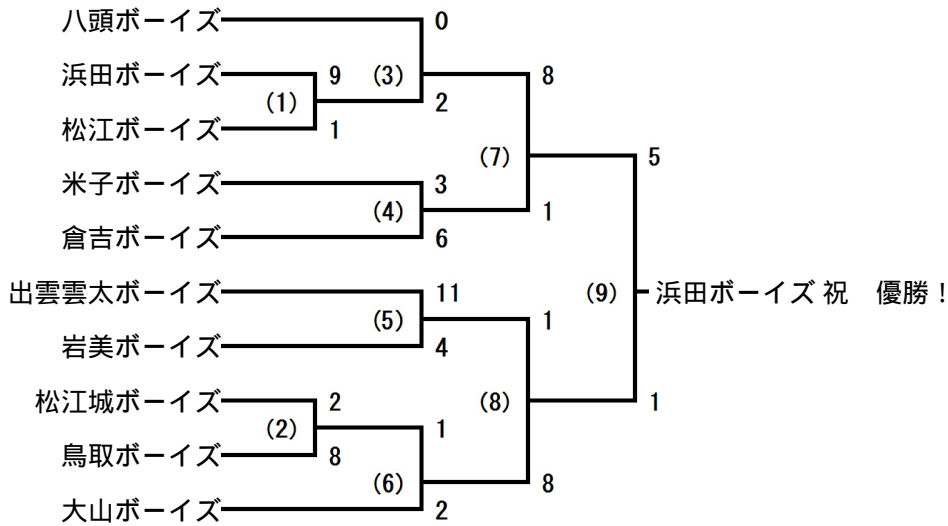 八頭ボーイズ 0
浜田ボーイズ 9 (3) 8
(1) 2
松江ボーイズ 1
(7) 5
米子ボーイズ 3
(4) 1
倉吉ボーイズ 6
出雲雲太ボーイズ 11 (9) 浜田ボーイズ 祝　優勝！
(5) 1
岩美ボーイズ 4
松江城ボーイズ 2 (8) 1
(2) 1
鳥取ボーイズ 8
(6) 8
大山ボーイズ 2